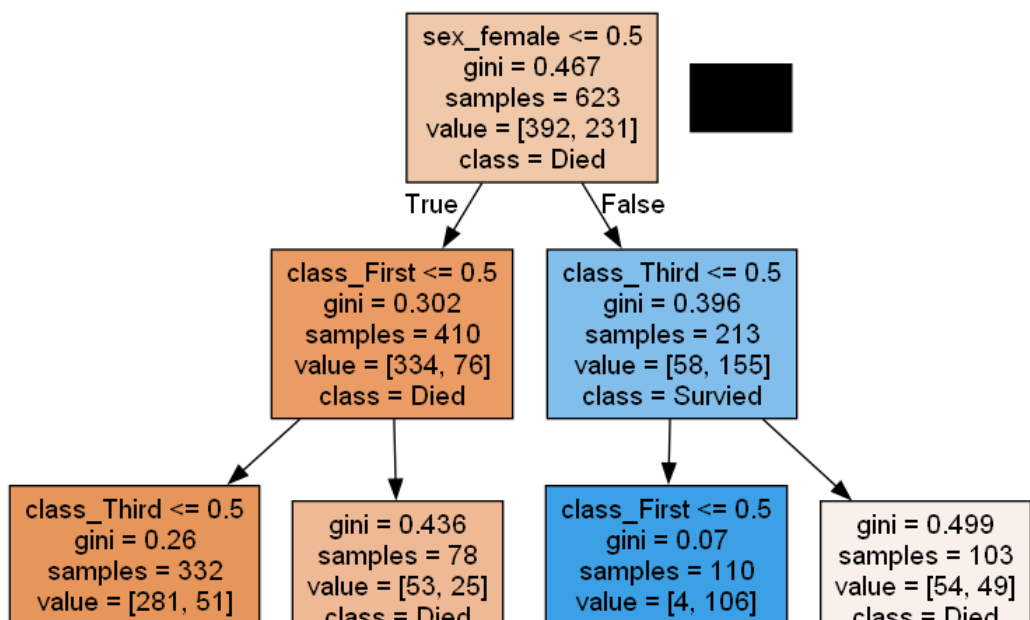 sex_female <= 0.5
gini = 0.467
samples = 623
value = [392, 231]
class = Died
True
False
class_First <= 0.5
gini = 0.302
samples = 410
value = [334, 76]
class = Died
class_Third <= 0.5
gini = 0.396
samples = 213
value = [58, 155]
class = Survied
class_Third <= 0.5
gini = 0.26
samples = 332
value = [281, 51]
gini = 0.436
samples = 78
value = [53, 25]
class = Died
class_First <= 0.5
gini = 0.07
samples = 110
value = [4, 106]
gini = 0.499
samples = 103
value = [54, 49]
class = Died